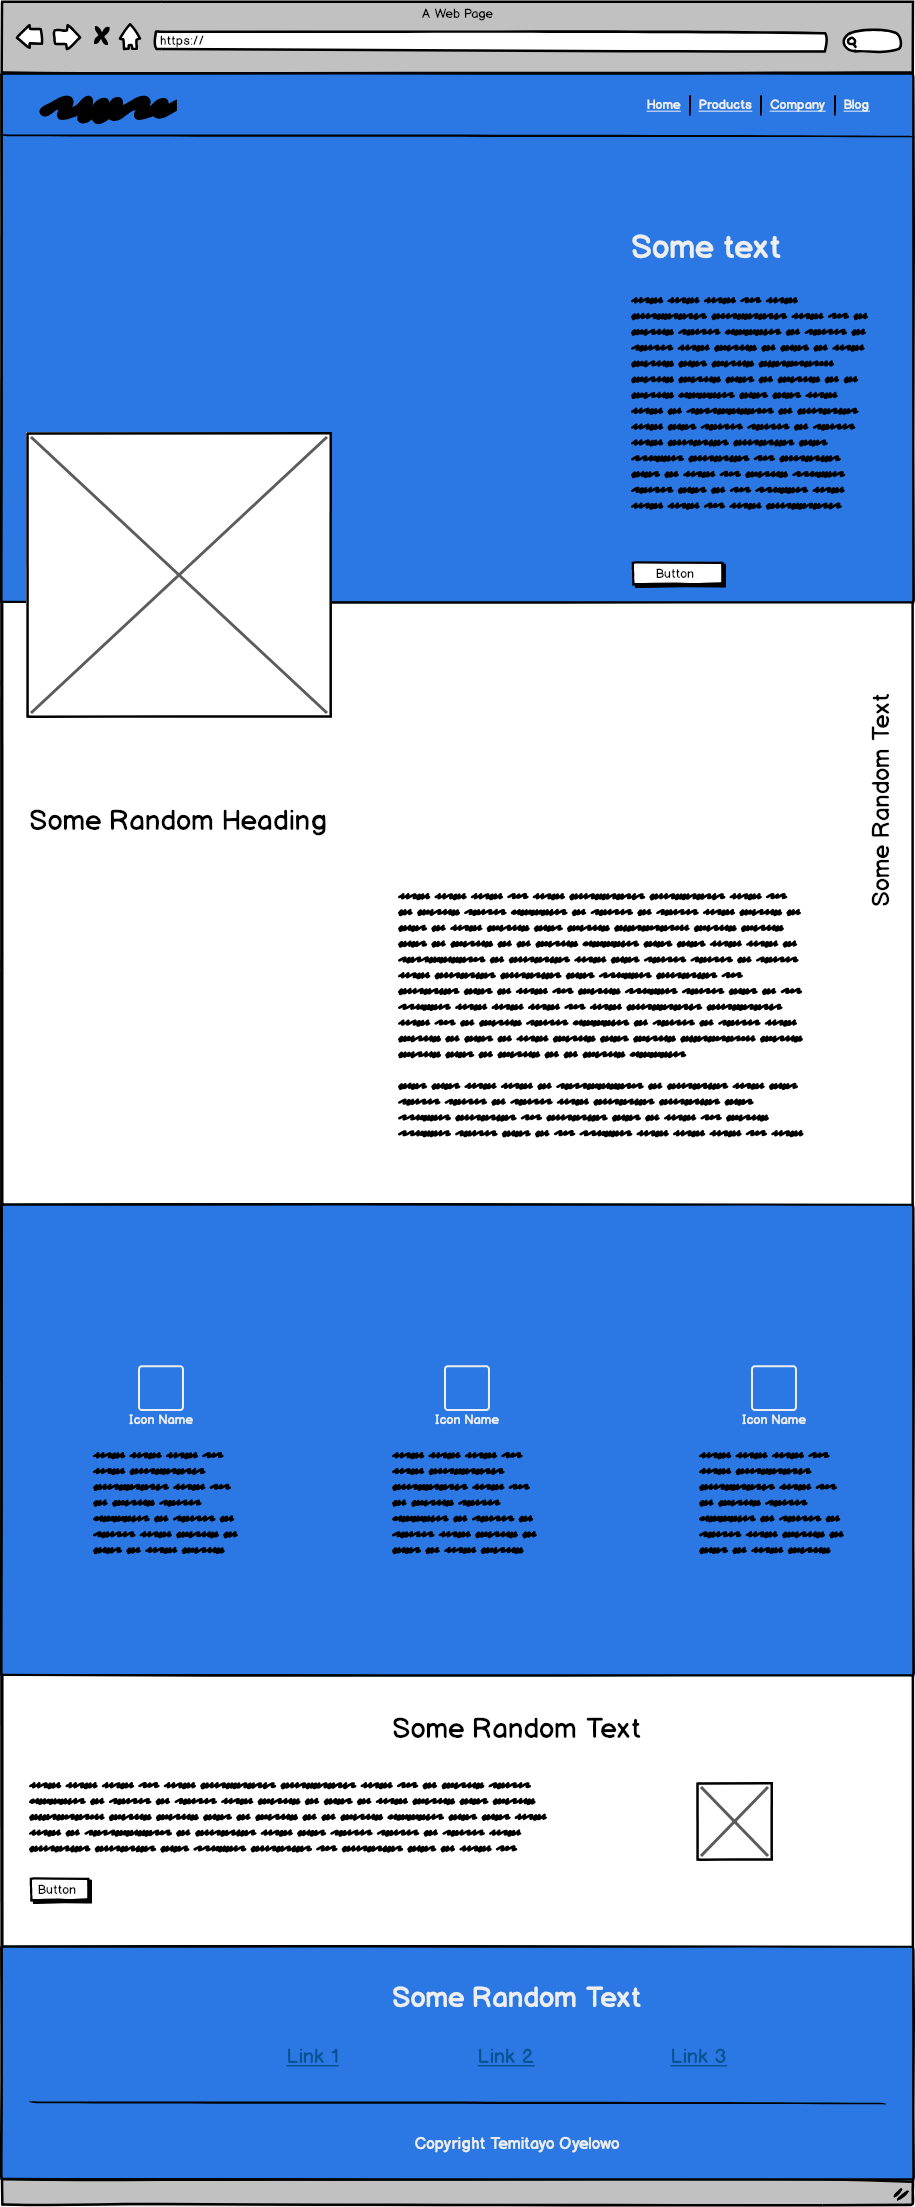 A Web Page
https://
Home Products Company Blog
Some text
Button
Some Random Text
Some Random Heading
Icon Name Icon Name Icon Name
Some Random Text
Button
Some Random Text
Link 1 Link 2 Link 3
Copyright Temitayo Oyelowo